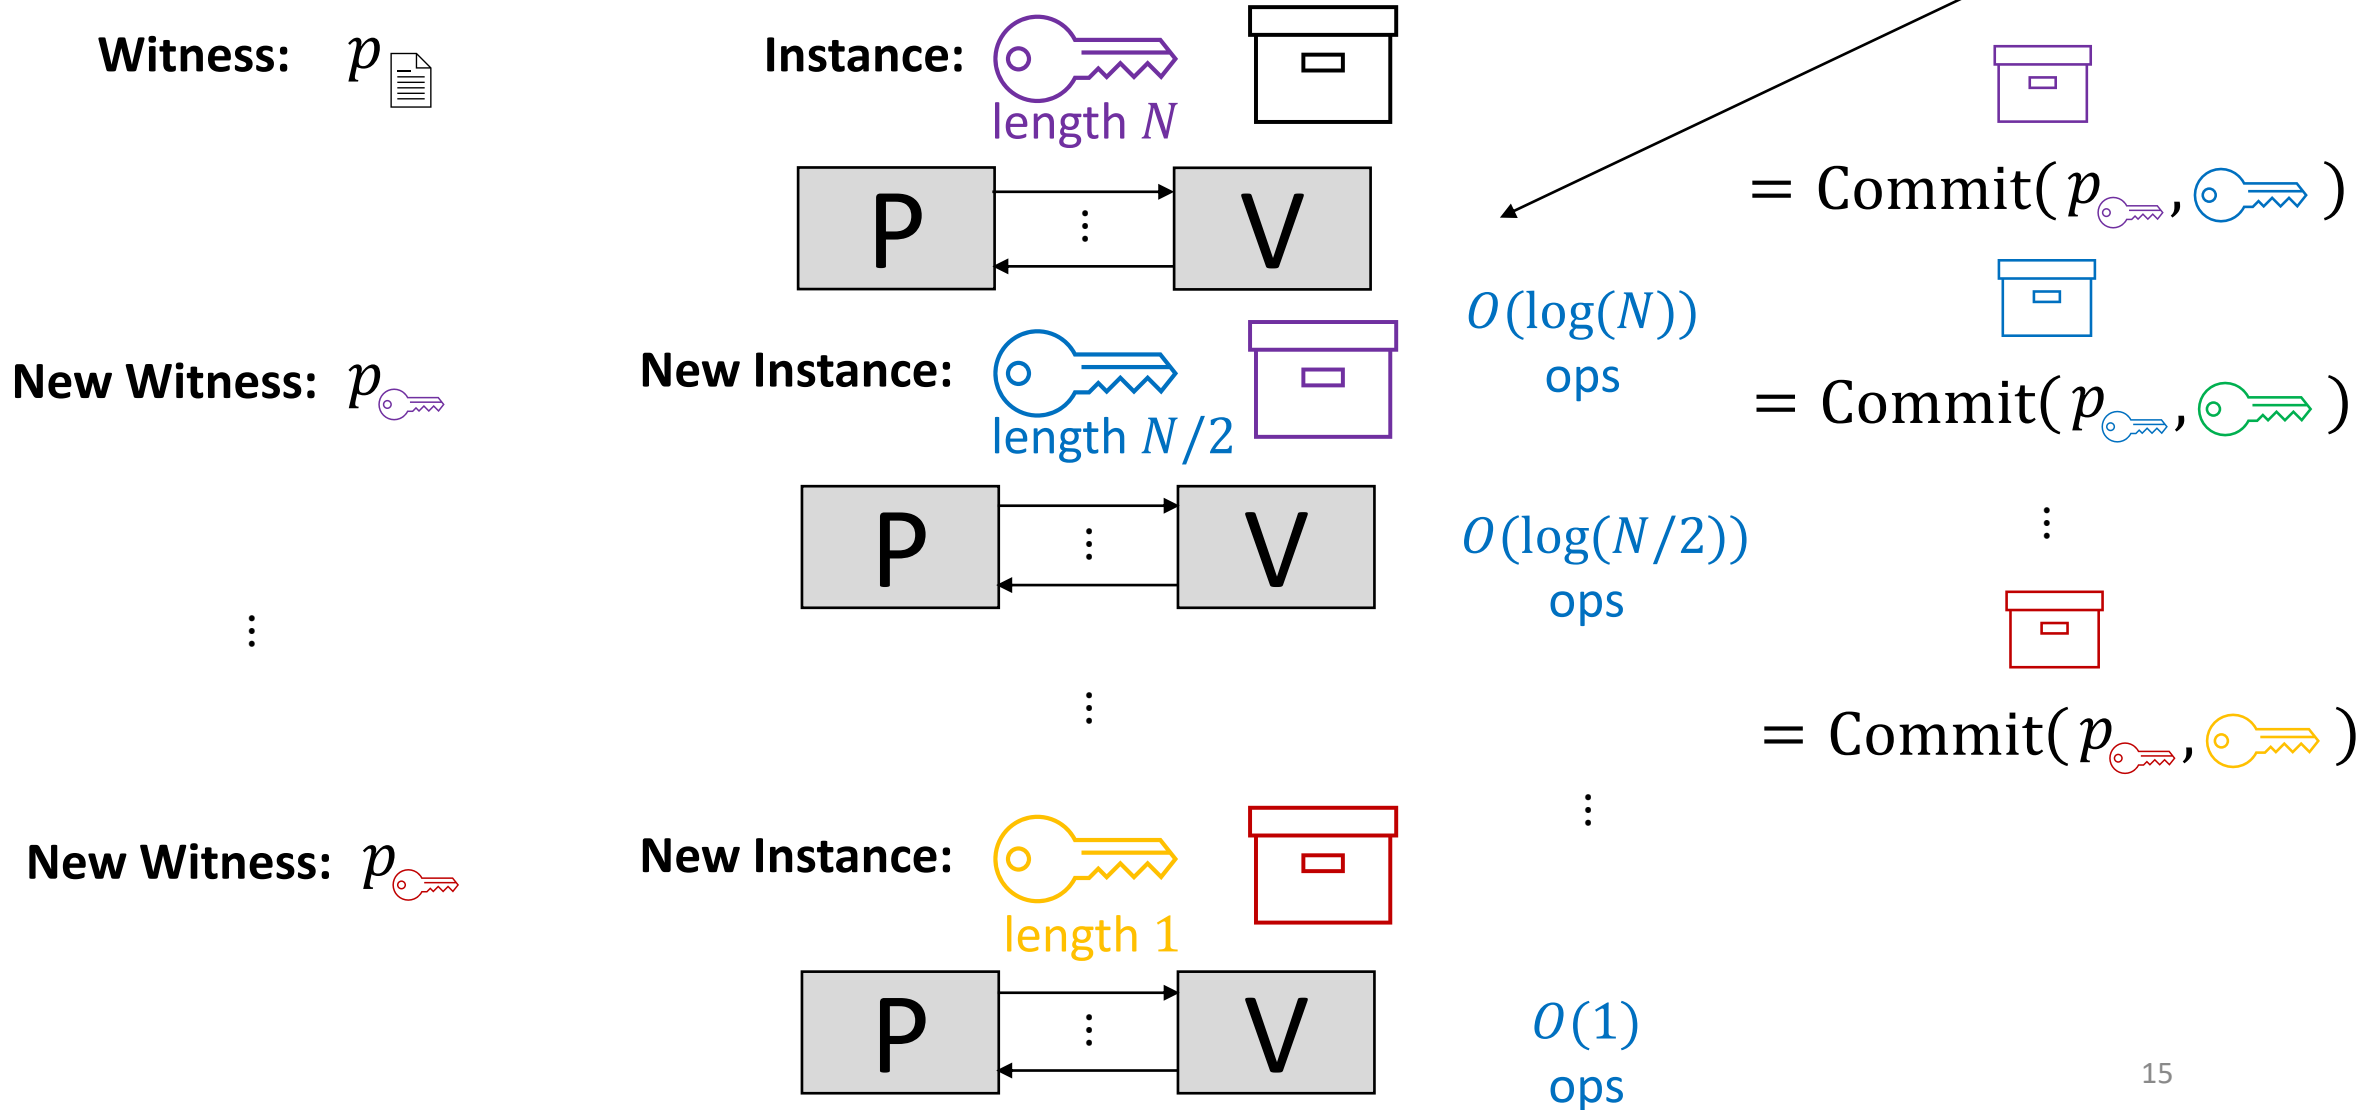 Witness: p
Instance:
length N
P V
= Commit(p , )
O(log(N))
ops
New Witness: p
New Instance:
length N/2
= Commit(p , )
P V
O(log(N/2))
ops
⋮
= Commit(p , )
New Witness: p
New Instance:
length 1
P V
O(1)
ops
15